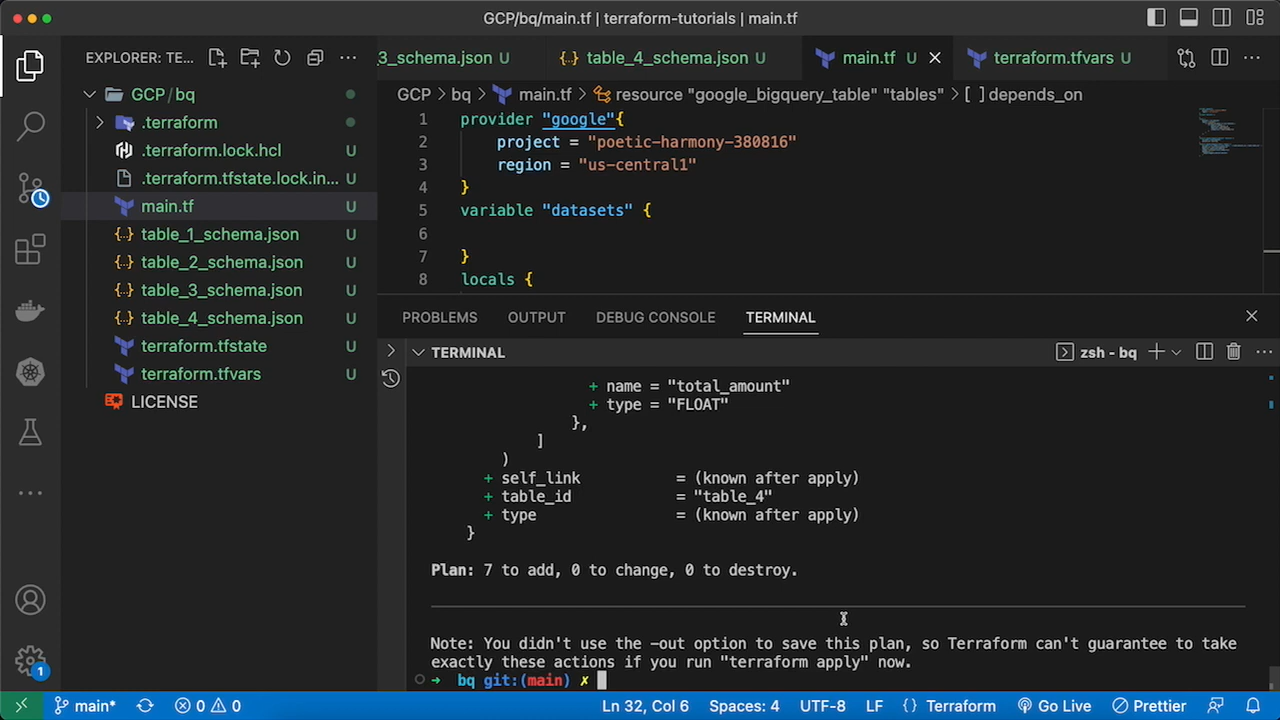 GCP/bq/main.tf | terraform-tutorials | main.tf
EXPLORER: TE...
3_schema.json U
table_4_schema.json U
main.tf U
terraform.tfvars U
GCP > bq > main.tf > resource "google_bigquery_table" "tables" > [ ] depends_on
GCP/bq
.terraform
.terraform.lock.hcl U
.terraform.tfstate.lock.in... U
main.tf U
table_1_schema.json U
table_2_schema.json U
table_3_schema.json U
table_4_schema.json U
terraform.tfstate U
terraform.tfvars U
LICENSE
1 provider "google"{
2 project = "poetic-harmony-380816"
3 region = "us-central1"
4 }
5 variable "datasets" {
6
7 }
8 locals {
PROBLEMS OUTPUT DEBUG CONSOLE TERMINAL
TERMINAL
zsh - bq
+ name = "total_amount"
+ type = "FLOAT"
},
]
)
+ self_link = (known after apply)
+ table_id = "table_4"
+ type = (known after apply)
}
Plan: 7 to add, 0 to change, 0 to destroy.
Note: You didn't use the -out option to save this plan, so Terraform can't guarantee to take
exactly these actions if you run "terraform apply" now.
➜ bq git:(main) ✗
1
main* 0 0 Ln 32, Col 6 Spaces: 4 UTF-8 LF {} Terraform Go Live Prettier